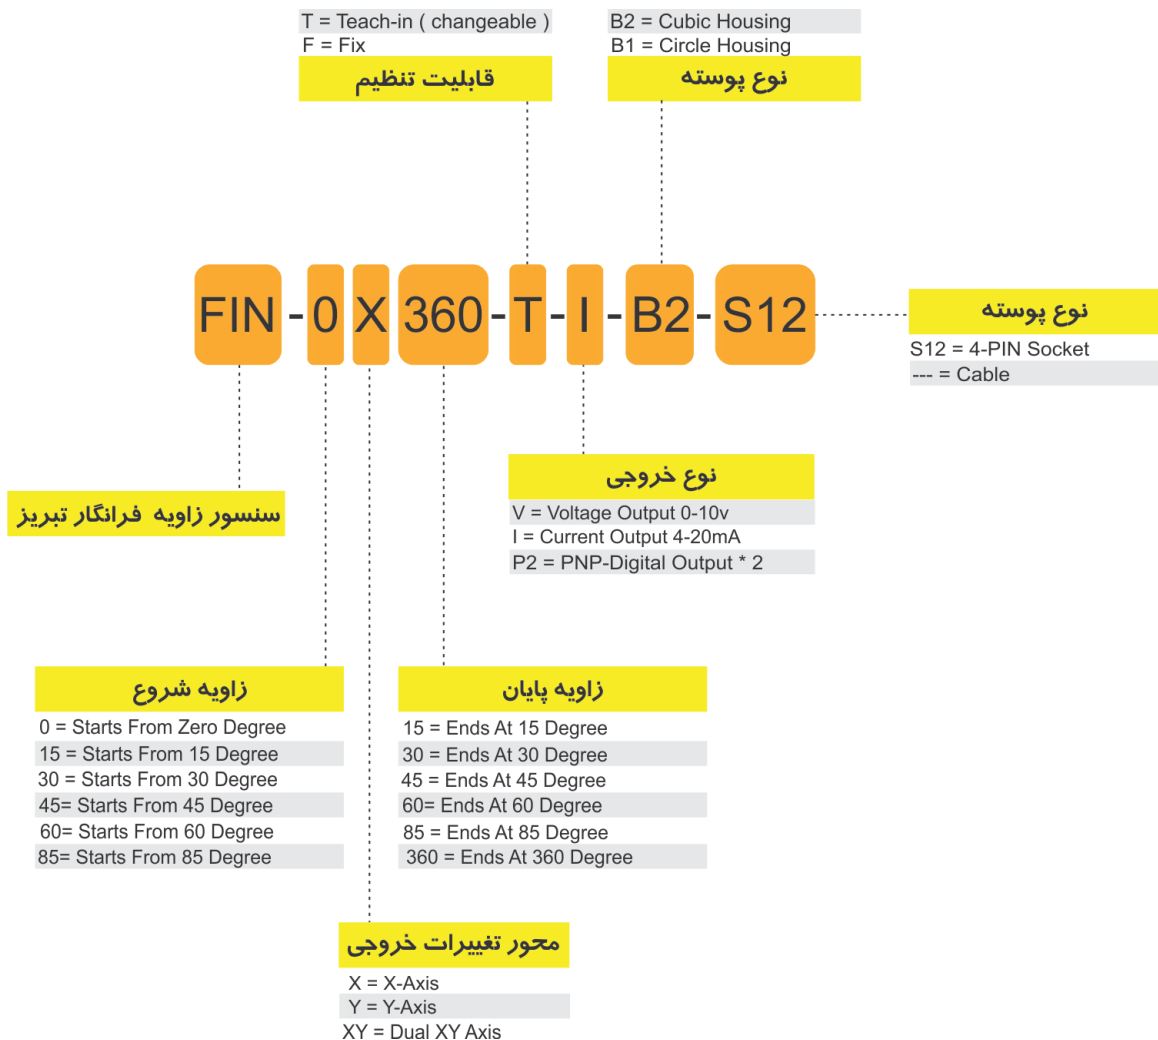 T = Teach-in ( changeable )
F = Fix
قابلیت تنظیم
B2 = Cubic Housing
B1 = Circle Housing
نوع پوسته
FIN - 0 X 360 - T - I - B2 - S12
نوع پوسته
S12 = 4-PIN Socket
--- = Cable
سنسور زاویه فرانگار تبریز
نوع خروجی
V = Voltage Output 0-10v
I = Current Output 4-20mA
P2 = PNP-Digital Output * 2
زاویه شروع
0 = Starts From Zero Degree
15 = Starts From 15 Degree
30 = Starts From 30 Degree
45= Starts From 45 Degree
60= Starts From 60 Degree
85= Starts From 85 Degree
زاویه پایان
15 = Ends At 15 Degree
30 = Ends At 30 Degree
45 = Ends At 45 Degree
60= Ends At 60 Degree
85 = Ends At 85 Degree
360 = Ends At 360 Degree
محور تغییرات خروجی
X = X-Axis
Y = Y-Axis
XY = Dual XY Axis